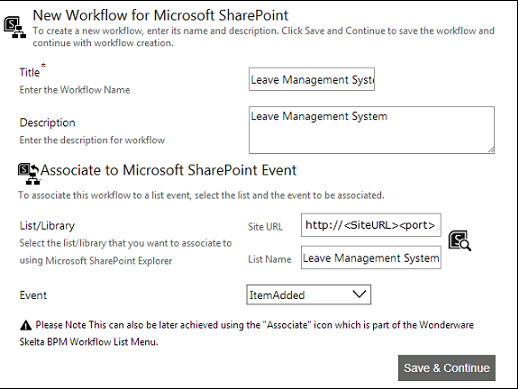 New Workflow for Microsoft SharePoint
To create a new workflow, enter its name and description. Click Save and Continue to save the workflow and
continue with workflow creation.
Title*
Leave Management Syst
Enter the Workflow Name
Description
Leave Management System
Enter the description for workflow
Associate to Microsoft SharePoint Event
To associate this workflow to a list event, select the list and the event to be associated.
List/Library
Site URL
http://<SiteURL><port>
Select the list/library that you want to associate to
using Microsoft SharePoint Explorer
List Name
Leave Management System
Event
ItemAdded
Please Note This can also be later achieved using the "Associate" icon which is part of the Wonderware
Skelta BPM Workflow List Menu.
Save & Continue